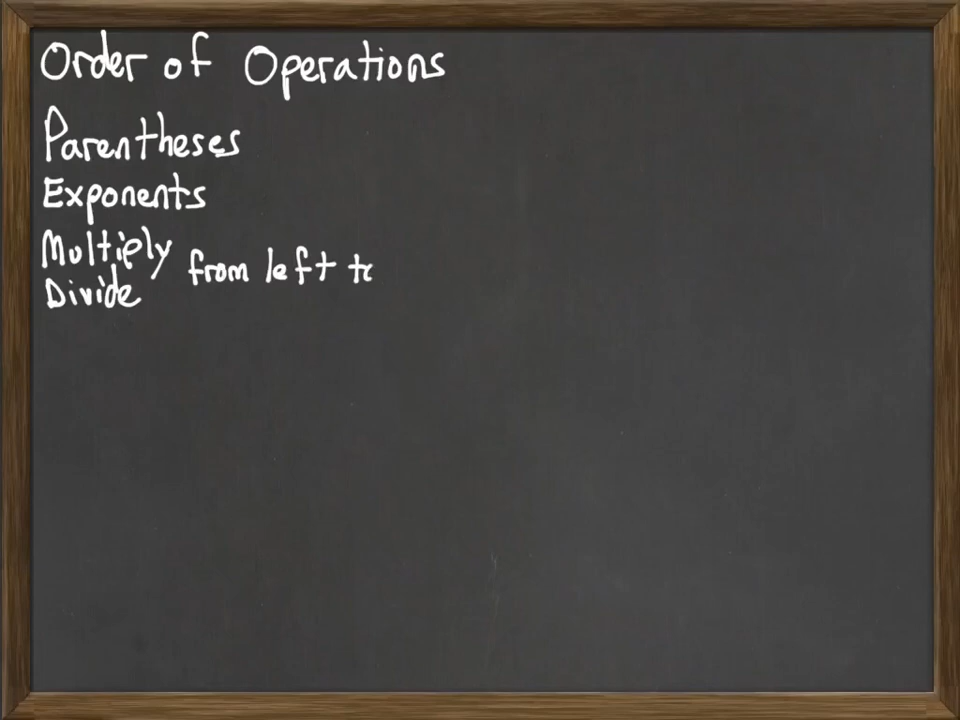 Order of Operations
Parentheses
Exponents
Multiply
Divide
from left